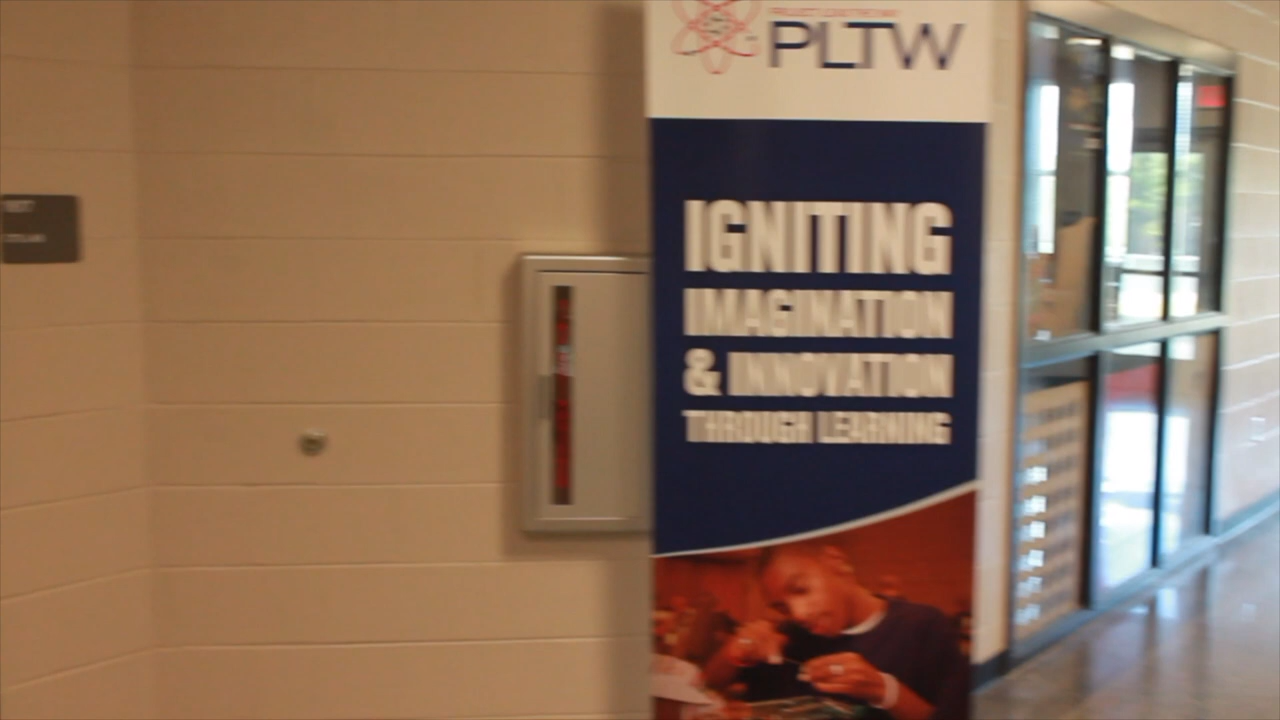 PLTW
IGNITING
IMAGINATION
& INNOVATION
THROUGH LEARNING